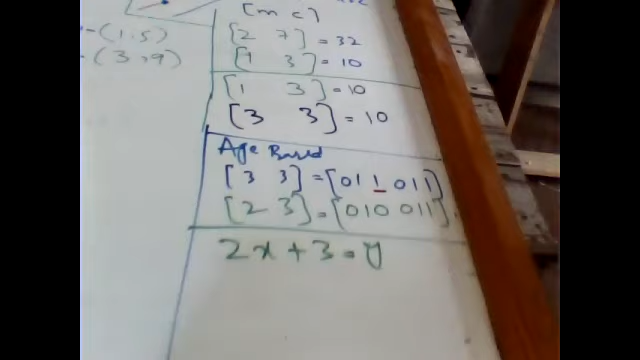 -(1.5)
-(3,9)
[m c]
[2 7] = 32
[1 3] = 10
[1 3] = 10
[3 3] = 10
Age Based
[3 3] = [011 011]
[2 3] = [010 011]
2x + 3 = y